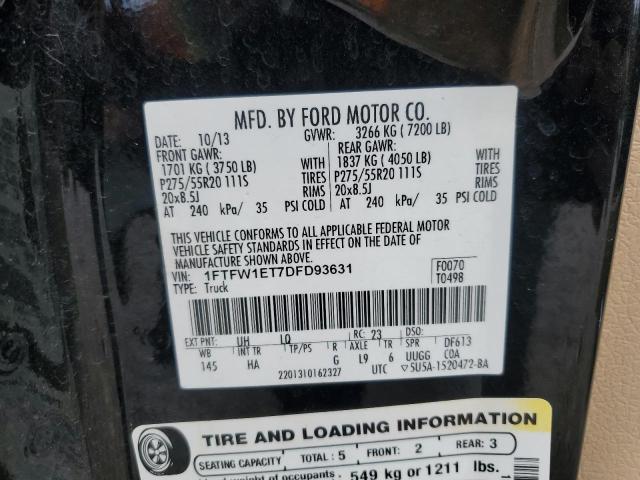 MFD. BY FORD MOTOR CO.
DATE: 10/13 GVWR: 3266 KG ( 7200 LB)
FRONT GAWR: WITH REAR GAWR: WITH
1701 KG ( 3750 LB) TIRES 1837 KG ( 4050 LB) TIRES
P275/55R20 111S RIMS P275/55R20 111S RIMS
20x8.5J 20x8.5J
AT 240 kPa/ 35 PSI COLD AT 240 kPa/ 35 PSI COLD
THIS VEHICLE CONFORMS TO ALL APPLICABLE FEDERAL MOTOR
VEHICLE SAFETY STANDARDS IN EFFECT ON THE DATE OF
MANUFACTURE SHOWN ABOVE.
VIN: 1FTFW1ET7DFD93631 F0070
TYPE: Truck T0498
EXT PNT: UH LQ RC: 23 DSO:
WB INT TR TP/PS R AXLE TR SPR DF613
145 HA G L9 6 UUGG COA
2201310162327 UTC ▽5U5A-1520472-BA
TIRE AND LOADING INFORMATION
SEATING CAPACITY TOTAL: 5 FRONT: 2 REAR: 3
weight of occupants. 549 kg or 1211 lbs.